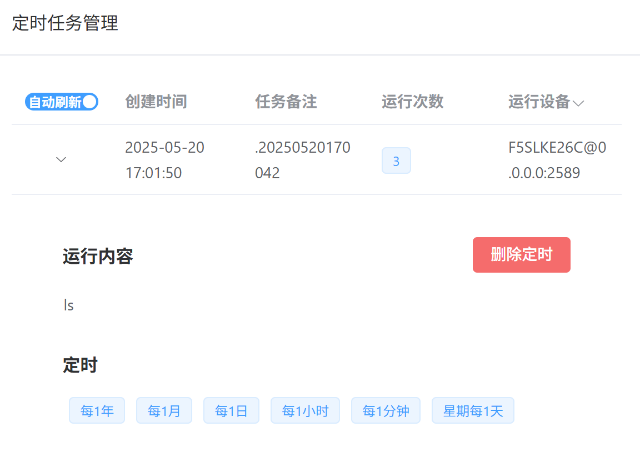 定时任务管理
自动刷新 创建时间 任务备注 运行次数 运行设备
2025-05-20 .20250520170 3 F5SLKE26C@0
17:01:50 042 .0.0.0:2589
运行内容 删除定时
ls
定时
每1年 每1月 每1日 每1小时 每1分钟 星期每1天